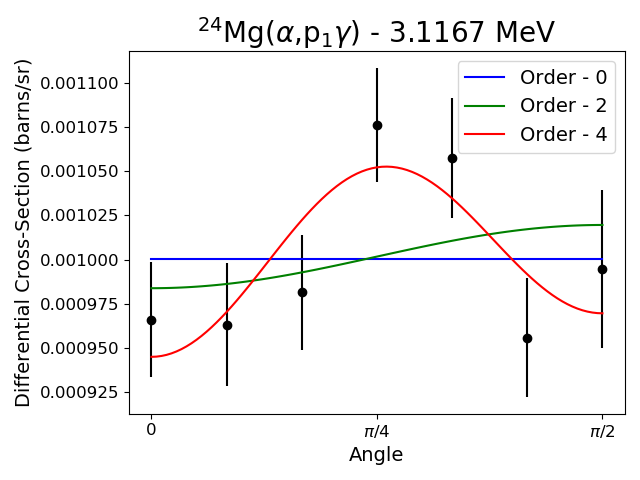 ²⁴Mg(α,p₁γ) - 3.1167 MeV
Differential Cross-Section (barns/sr)
0.001100
0.001075
0.001050
0.001025
0.001000
0.000975
0.000950
0.000925
Order - 0
Order - 2
Order - 4
0
π/4
π/2
Angle